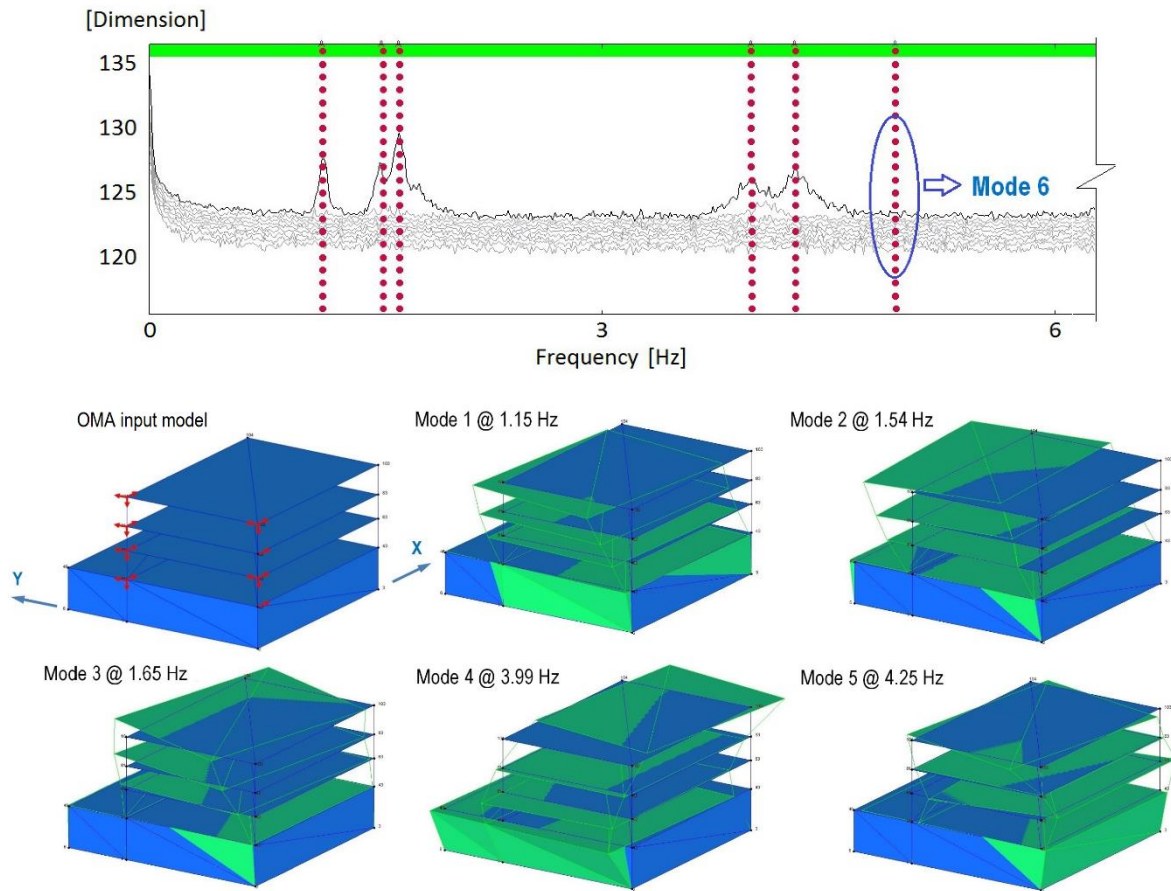 [Dimension]
135
130
125
120
Mode 6
0
3
6
Frequency [Hz]
OMA input model
Mode 1 @ 1.15 Hz
Mode 2 @ 1.54 Hz
Y
X
Mode 3 @ 1.65 Hz
Mode 4 @ 3.99 Hz
Mode 5 @ 4.25 Hz